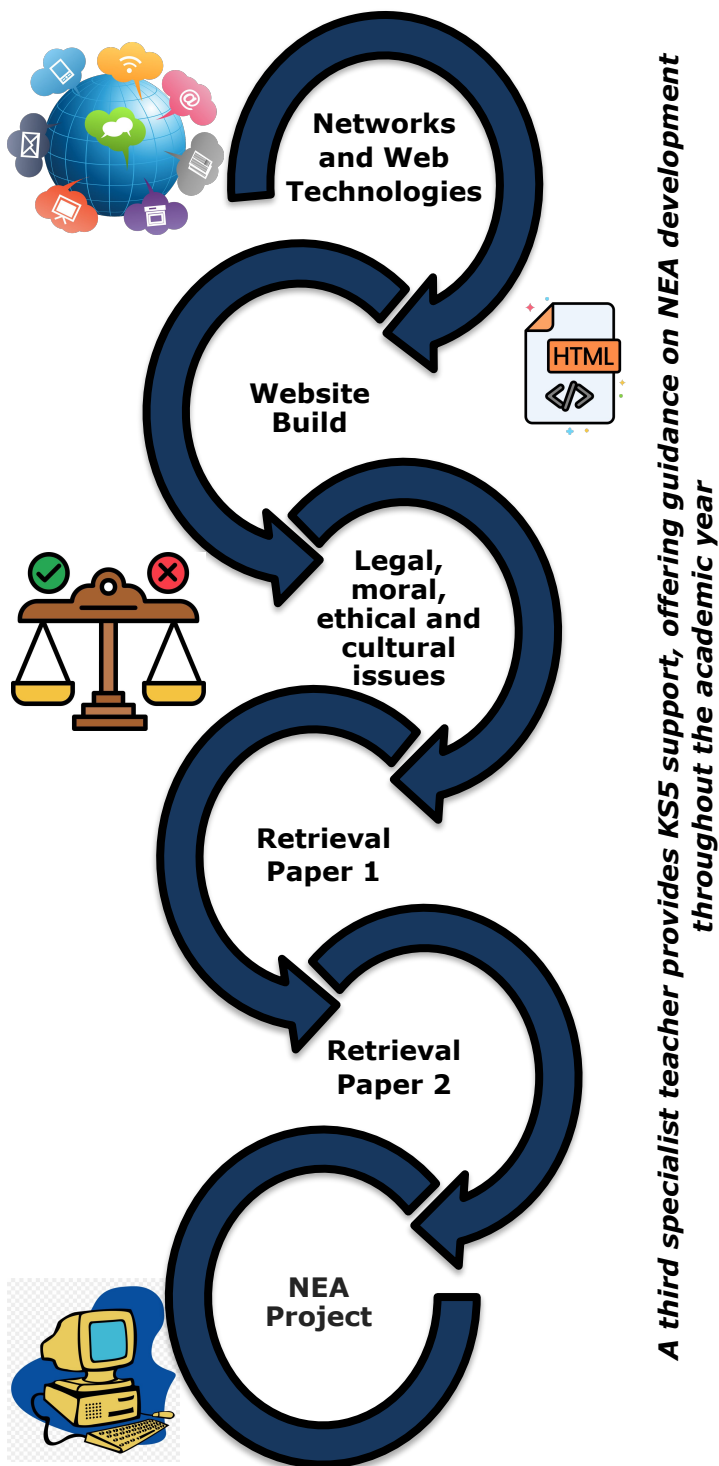 Networks
and Web
Technologies
HTML
</>
Website
Build
Legal,
moral,
ethical and
cultural
issues
Retrieval
Paper 1
Retrieval
Paper 2
NEA
Project
A third specialist teacher provides KS5 support, offering guidance on NEA development
throughout the academic year